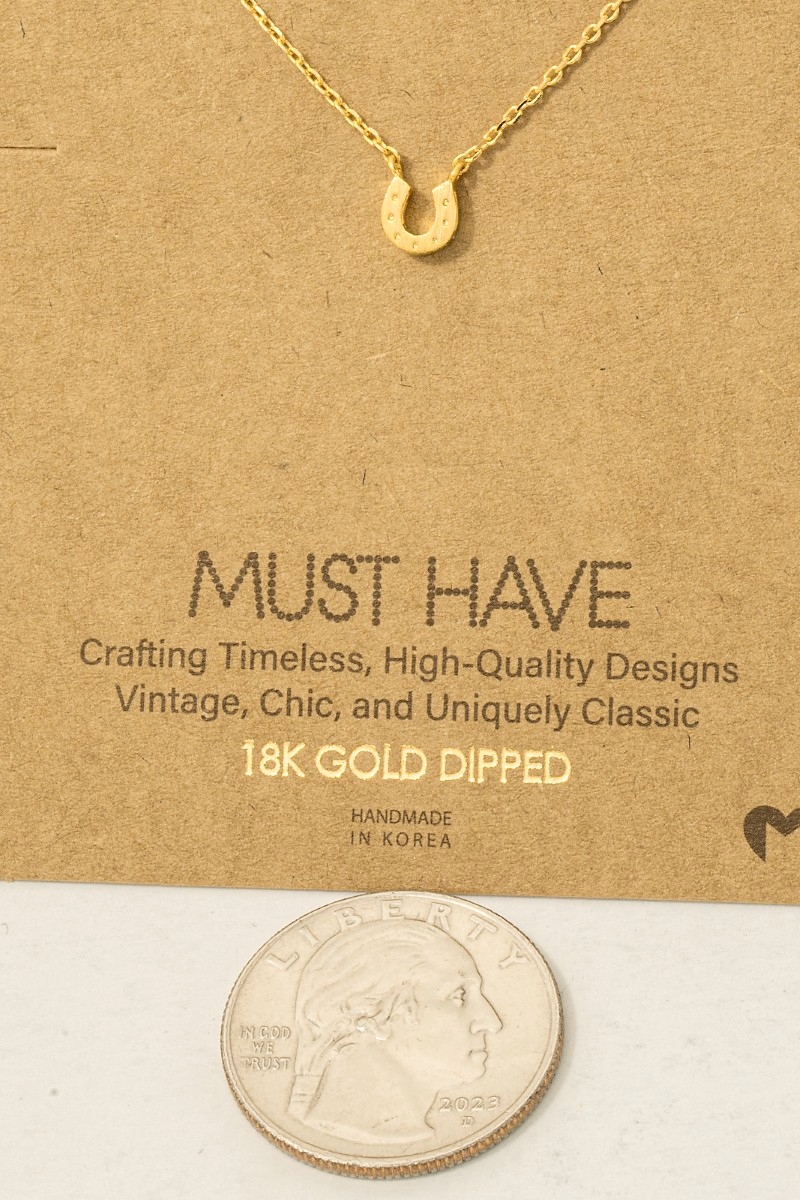 MUST HAVE
Crafting Timeless, High-Quality Designs
Vintage, Chic, and Uniquely Classic
18K GOLD DIPPED
HANDMADE
IN KOREA
M
LIBERTY
IN GOD
WE
TRUST
2023
D